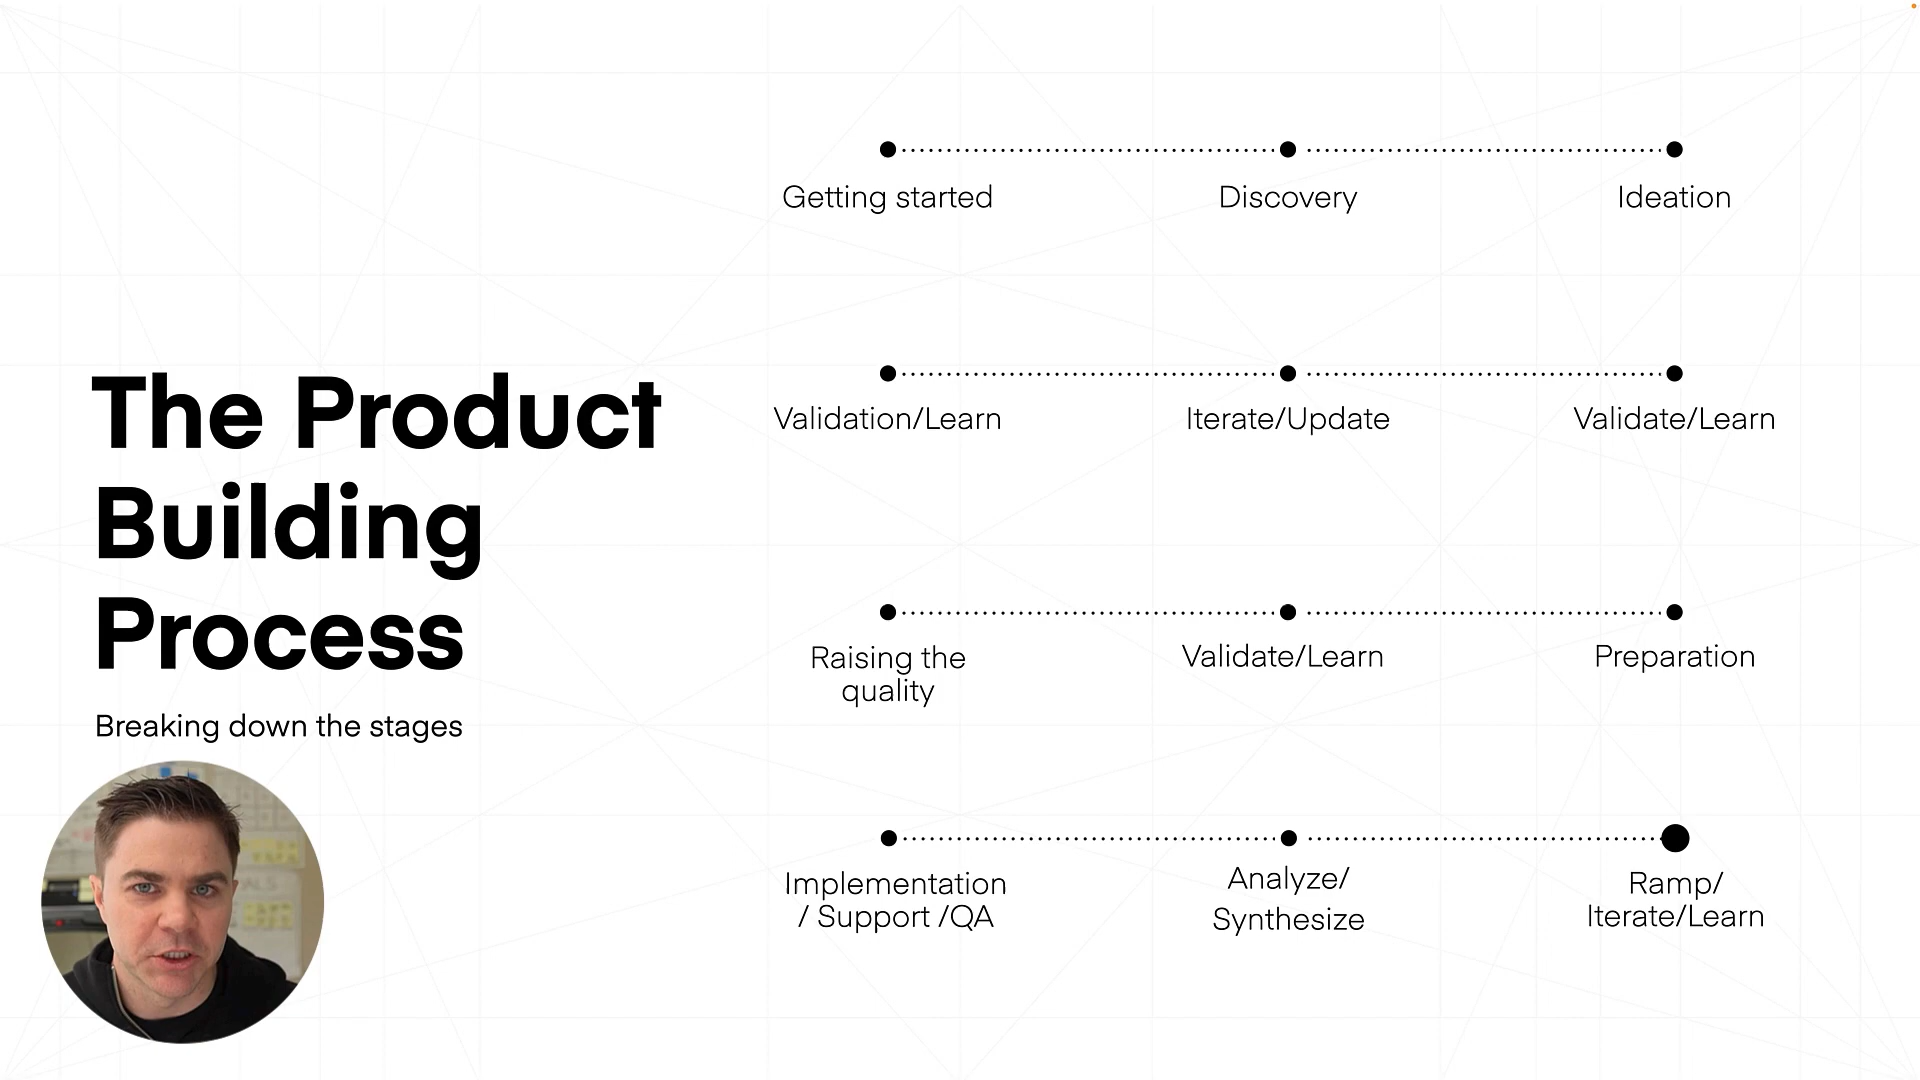 The Product
Building
Process
Breaking down the stages
Getting started
Discovery
Ideation
Validation/Learn
Iterate/Update
Validate/Learn
Raising the
quality
Validate/Learn
Preparation
Implementation
/ Support /QA
Analyze/
Synthesize
Ramp/
Iterate/Learn